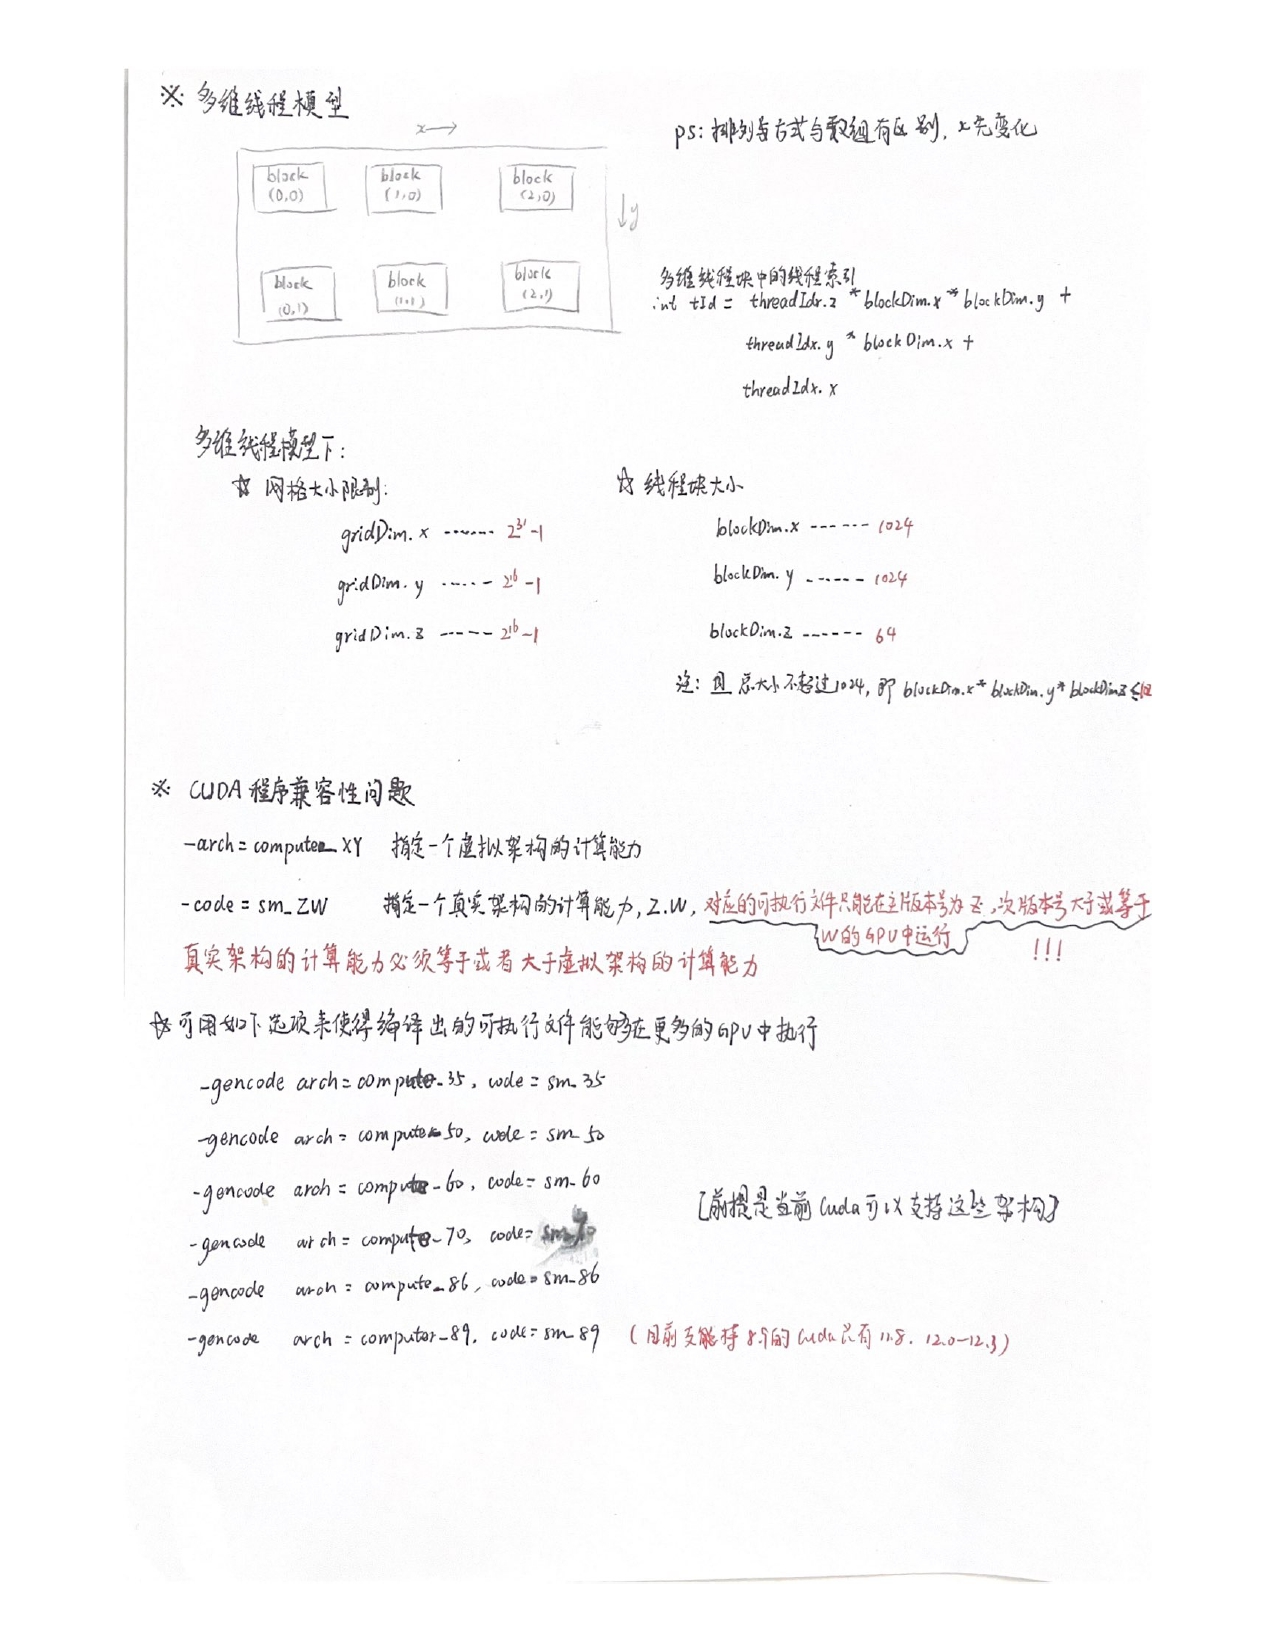 ※ 多维线程模型
x→
ps: 排列方式与数组有区别, x先变化
block block block
(0,0) (1,0) (2,0)
↓y
block block block
(0,1) (1,1) (2,1)
多维线程块中的线程索引
int tId = threadIdx.z * blockDim.x * blockDim.y +
threadIdx.y * blockDim.x +
threadIdx.x
多维线程模型下:
☆ 网格大小限制:
gridDim.x ------- 2³¹-1
gridDim.y ----- 2¹⁶-1
gridDim.z ------ 2¹⁶-1
☆ 线程块大小
blockDim.x ------ 1024
blockDim.y ------ 1024
blockDim.z ------ 64
注: 且 总大小不超过1024, 即 blockDim.x* blockDim.y* blockDim.z ≤
※ CUDA 程序兼容性问题
-arch = compute_XY 指定一个虚拟架构的计算能力
-code = sm_ZW 指定一个真实架构的计算能力, Z.W, 对应的可执行文件只能在主版本号为 Z, 次版本号大于或等于
W的GPU中运行 !!!
真实架构的计算能力必须等于或者大于虚拟架构的计算能力
☆ 可用如下选项来使得编译出的可执行文件能够在更多的GPU中执行
-gencode arch = compute_35, code = sm_35
-gencode arch = compute_50, code = sm_50
-gencode arch = compute_60, code = sm_60
[前提是当前Cuda可以支持这些架构]
-gencode arch = compute_70, code = sm_70
-gencode arch = compute_86, code = sm_86
-gencode arch = computer_89, code = sm_89 (目前支能持 8.9的 Cuda 只有 11.8. 12.0-12.3)